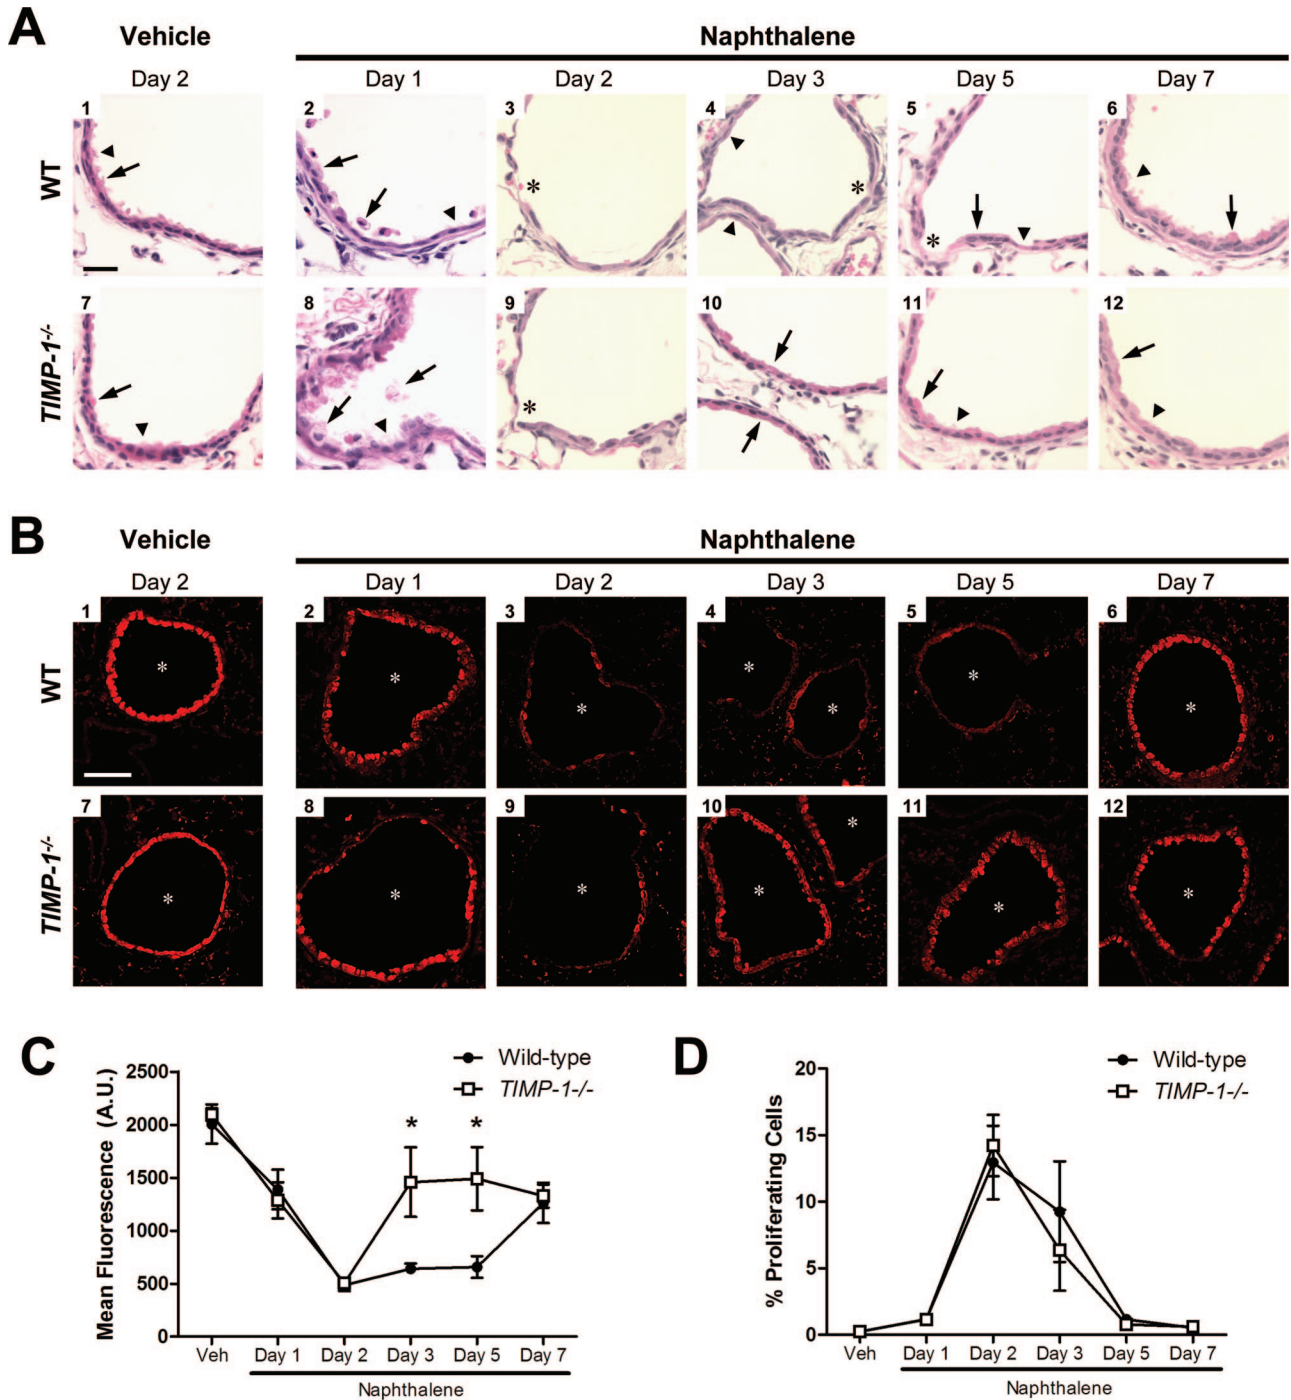 A
Vehicle
Naphthalene
Day 2
Day 1
Day 2
Day 3
Day 5
Day 7
WT
1
2
3
*
4
*
5
*
6
TIMP-1-/-
7
8
9
*
10
11
12
B
Vehicle
Naphthalene
Day 2
Day 1
Day 2
Day 3
Day 5
Day 7
WT
1
*
2
*
3
*
4
*
*
5
*
6
*
TIMP-1-/-
7
*
8
*
9
*
10
*
*
11
*
12
*
C
Wild-type
TIMP-1-/-
Mean Fluorescence (A.U.)
2500
2000
1500
1000
500
0
*
*
Veh
Day 1
Day 2
Day 3
Day 5
Day 7
Naphthalene
D
Wild-type
TIMP-1-/-
% Proliferating Cells
20
15
10
5
0
Veh
Day 1
Day 2
Day 3
Day 5
Day 7
Naphthalene